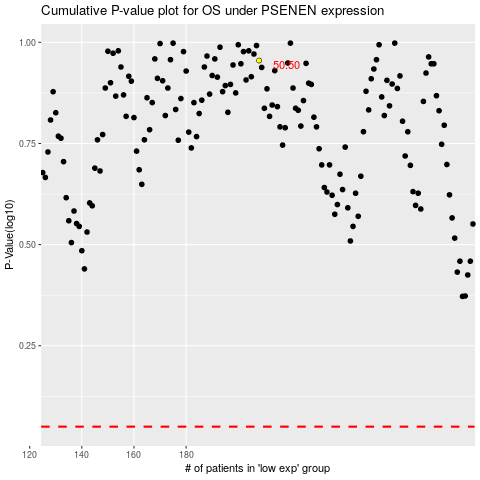 Cumulative P-value plot for OS under PSENEN expression
1.00
50:50
0.75
P-Value(log10)
0.50
0.25
120 140 160 180
# of patients in 'low exp' group